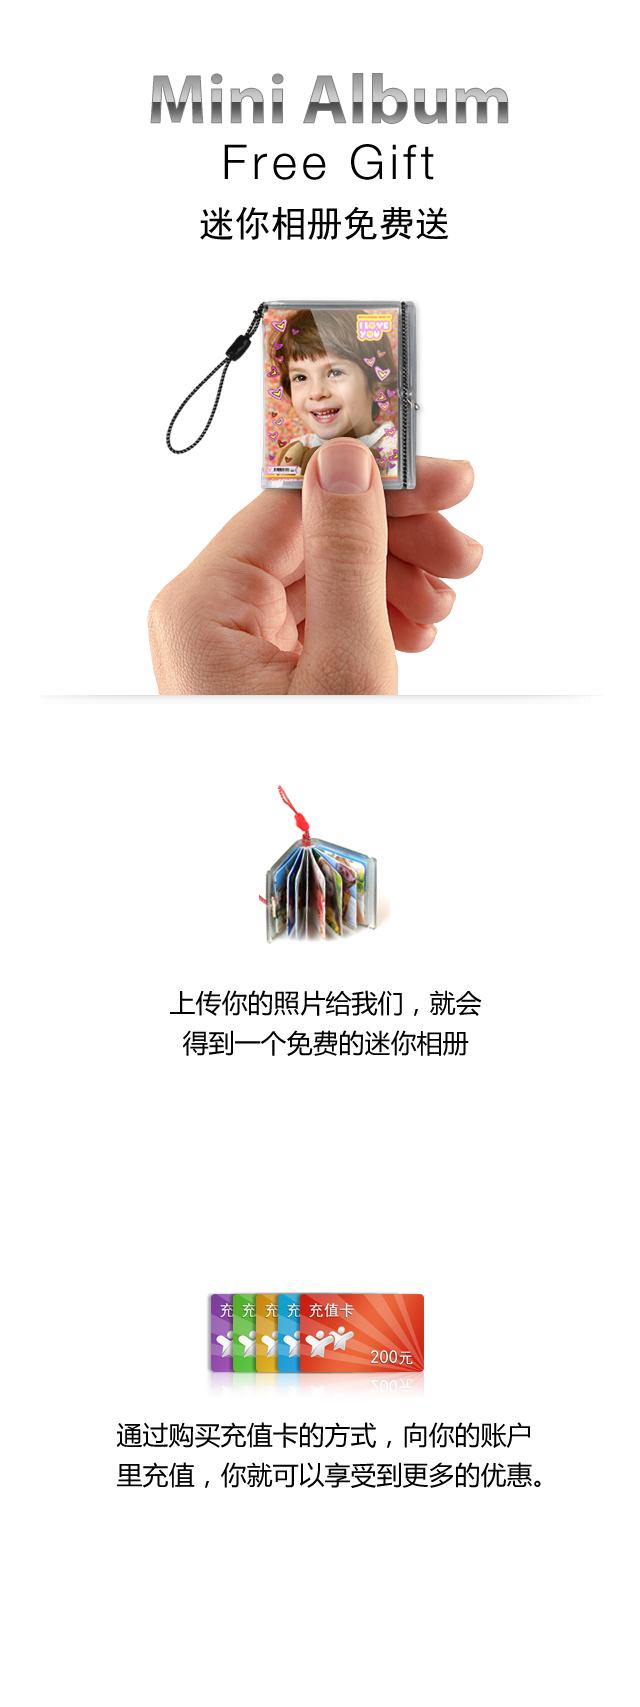 Mini Album
Free Gift
迷你相册免费送
I LOVE
YOU
上传你的照片给我们，就会
得到一个免费的迷你相册
充
充
充
充
充值卡
200元
通过购买充值卡的方式，向你的账户
里充值，你就可以享受到更多的优惠。